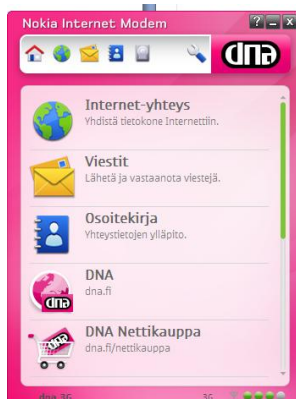 Nokia Internet Modem
dna
Internet-yhteys
Yhdistä tietokone Internettiin.
Viestit
Lähetä ja vastaanota viestejä.
Osoitekirja
Yhteystietojen ylläpito.
dna
DNA
dna.fi
dna
DNA Nettikauppa
dna.fi/nettikauppa
dna 3G 3G